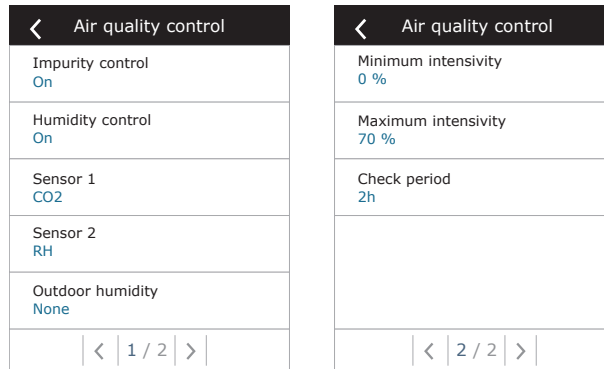 Air quality control
Impurity control
On
Humidity control
On
Sensor 1
CO2
Sensor 2
RH
Outdoor humidity
None
1 / 2
Air quality control
Minimum intensivity
0 %
Maximum intensivity
70 %
Check period
2h
2 / 2